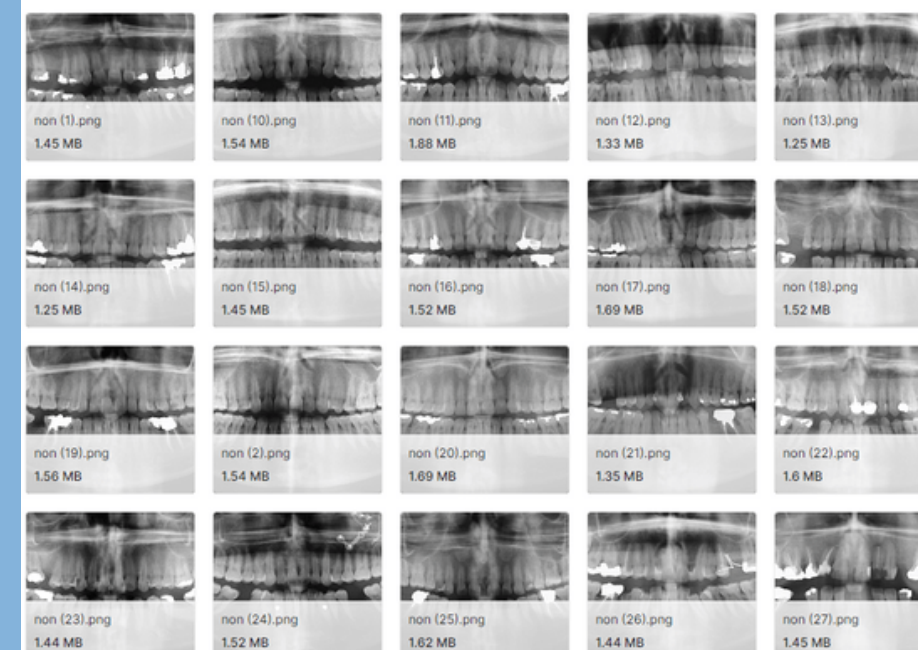 non (1).png
1.45 MB
non (10).png
1.54 MB
non (11).png
1.88 MB
non (12).png
1.33 MB
non (13).png
1.25 MB
non (14).png
1.25 MB
non (15).png
1.45 MB
non (16).png
1.52 MB
non (17).png
1.69 MB
non (18).png
1.52 MB
non (19).png
1.56 MB
non (2).png
1.54 MB
non (20).png
1.69 MB
non (21).png
1.35 MB
non (22).png
1.6 MB
non (23).png
1.44 MB
non (24).png
1.52 MB
non (25).png
1.62 MB
non (26).png
1.44 MB
non (27).png
1.45 MB